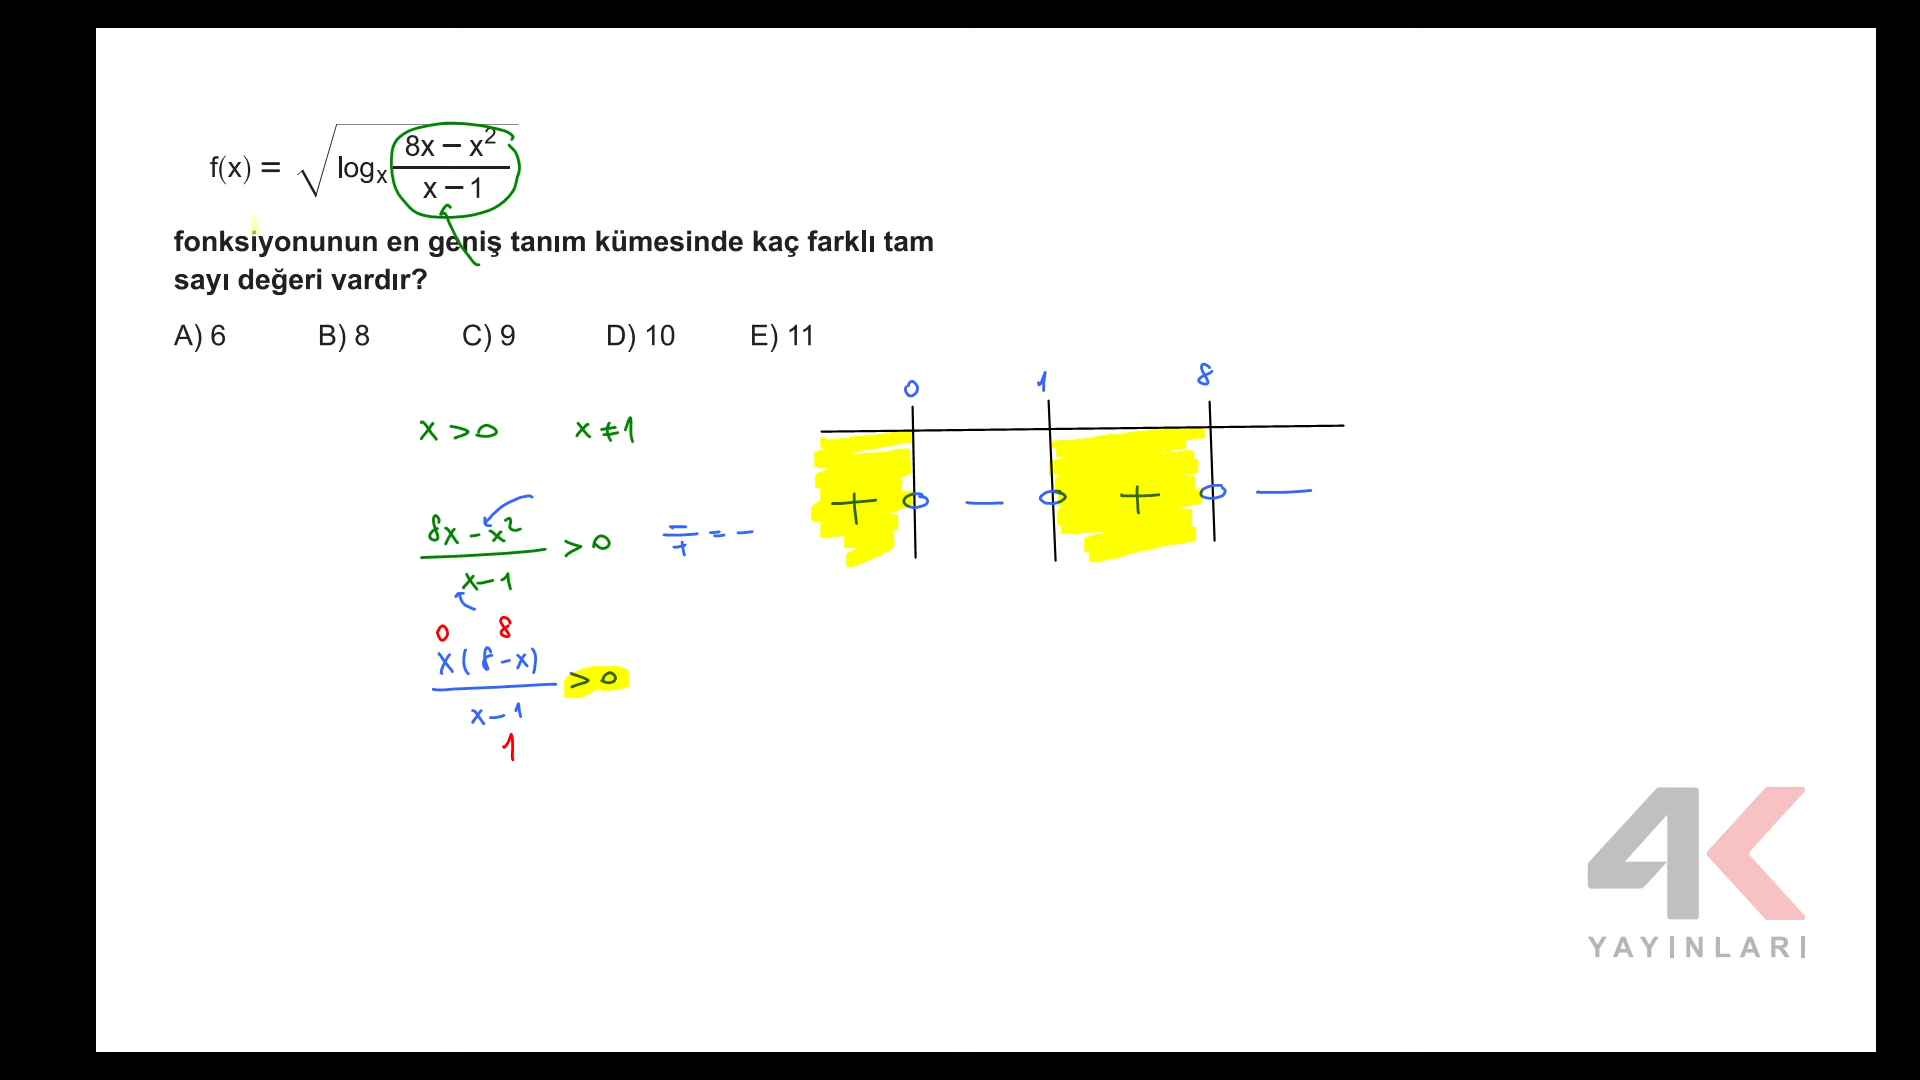 f(x) = √ log_x (8x − x²)/(x − 1)
fonksiyonunun en geniş tanım kümesinde kaç farklı tam
sayı değeri vardır?
A) 6 B) 8 C) 9 D) 10 E) 11
0 1 8
x > 0 x ≠ 1
+ 0 − 0 + 0 −
(8x − x²)/(x − 1) > 0 −/+ = −
0 8
x(8 − x)/(x − 1) > 0
1
4K
YAYINLARI